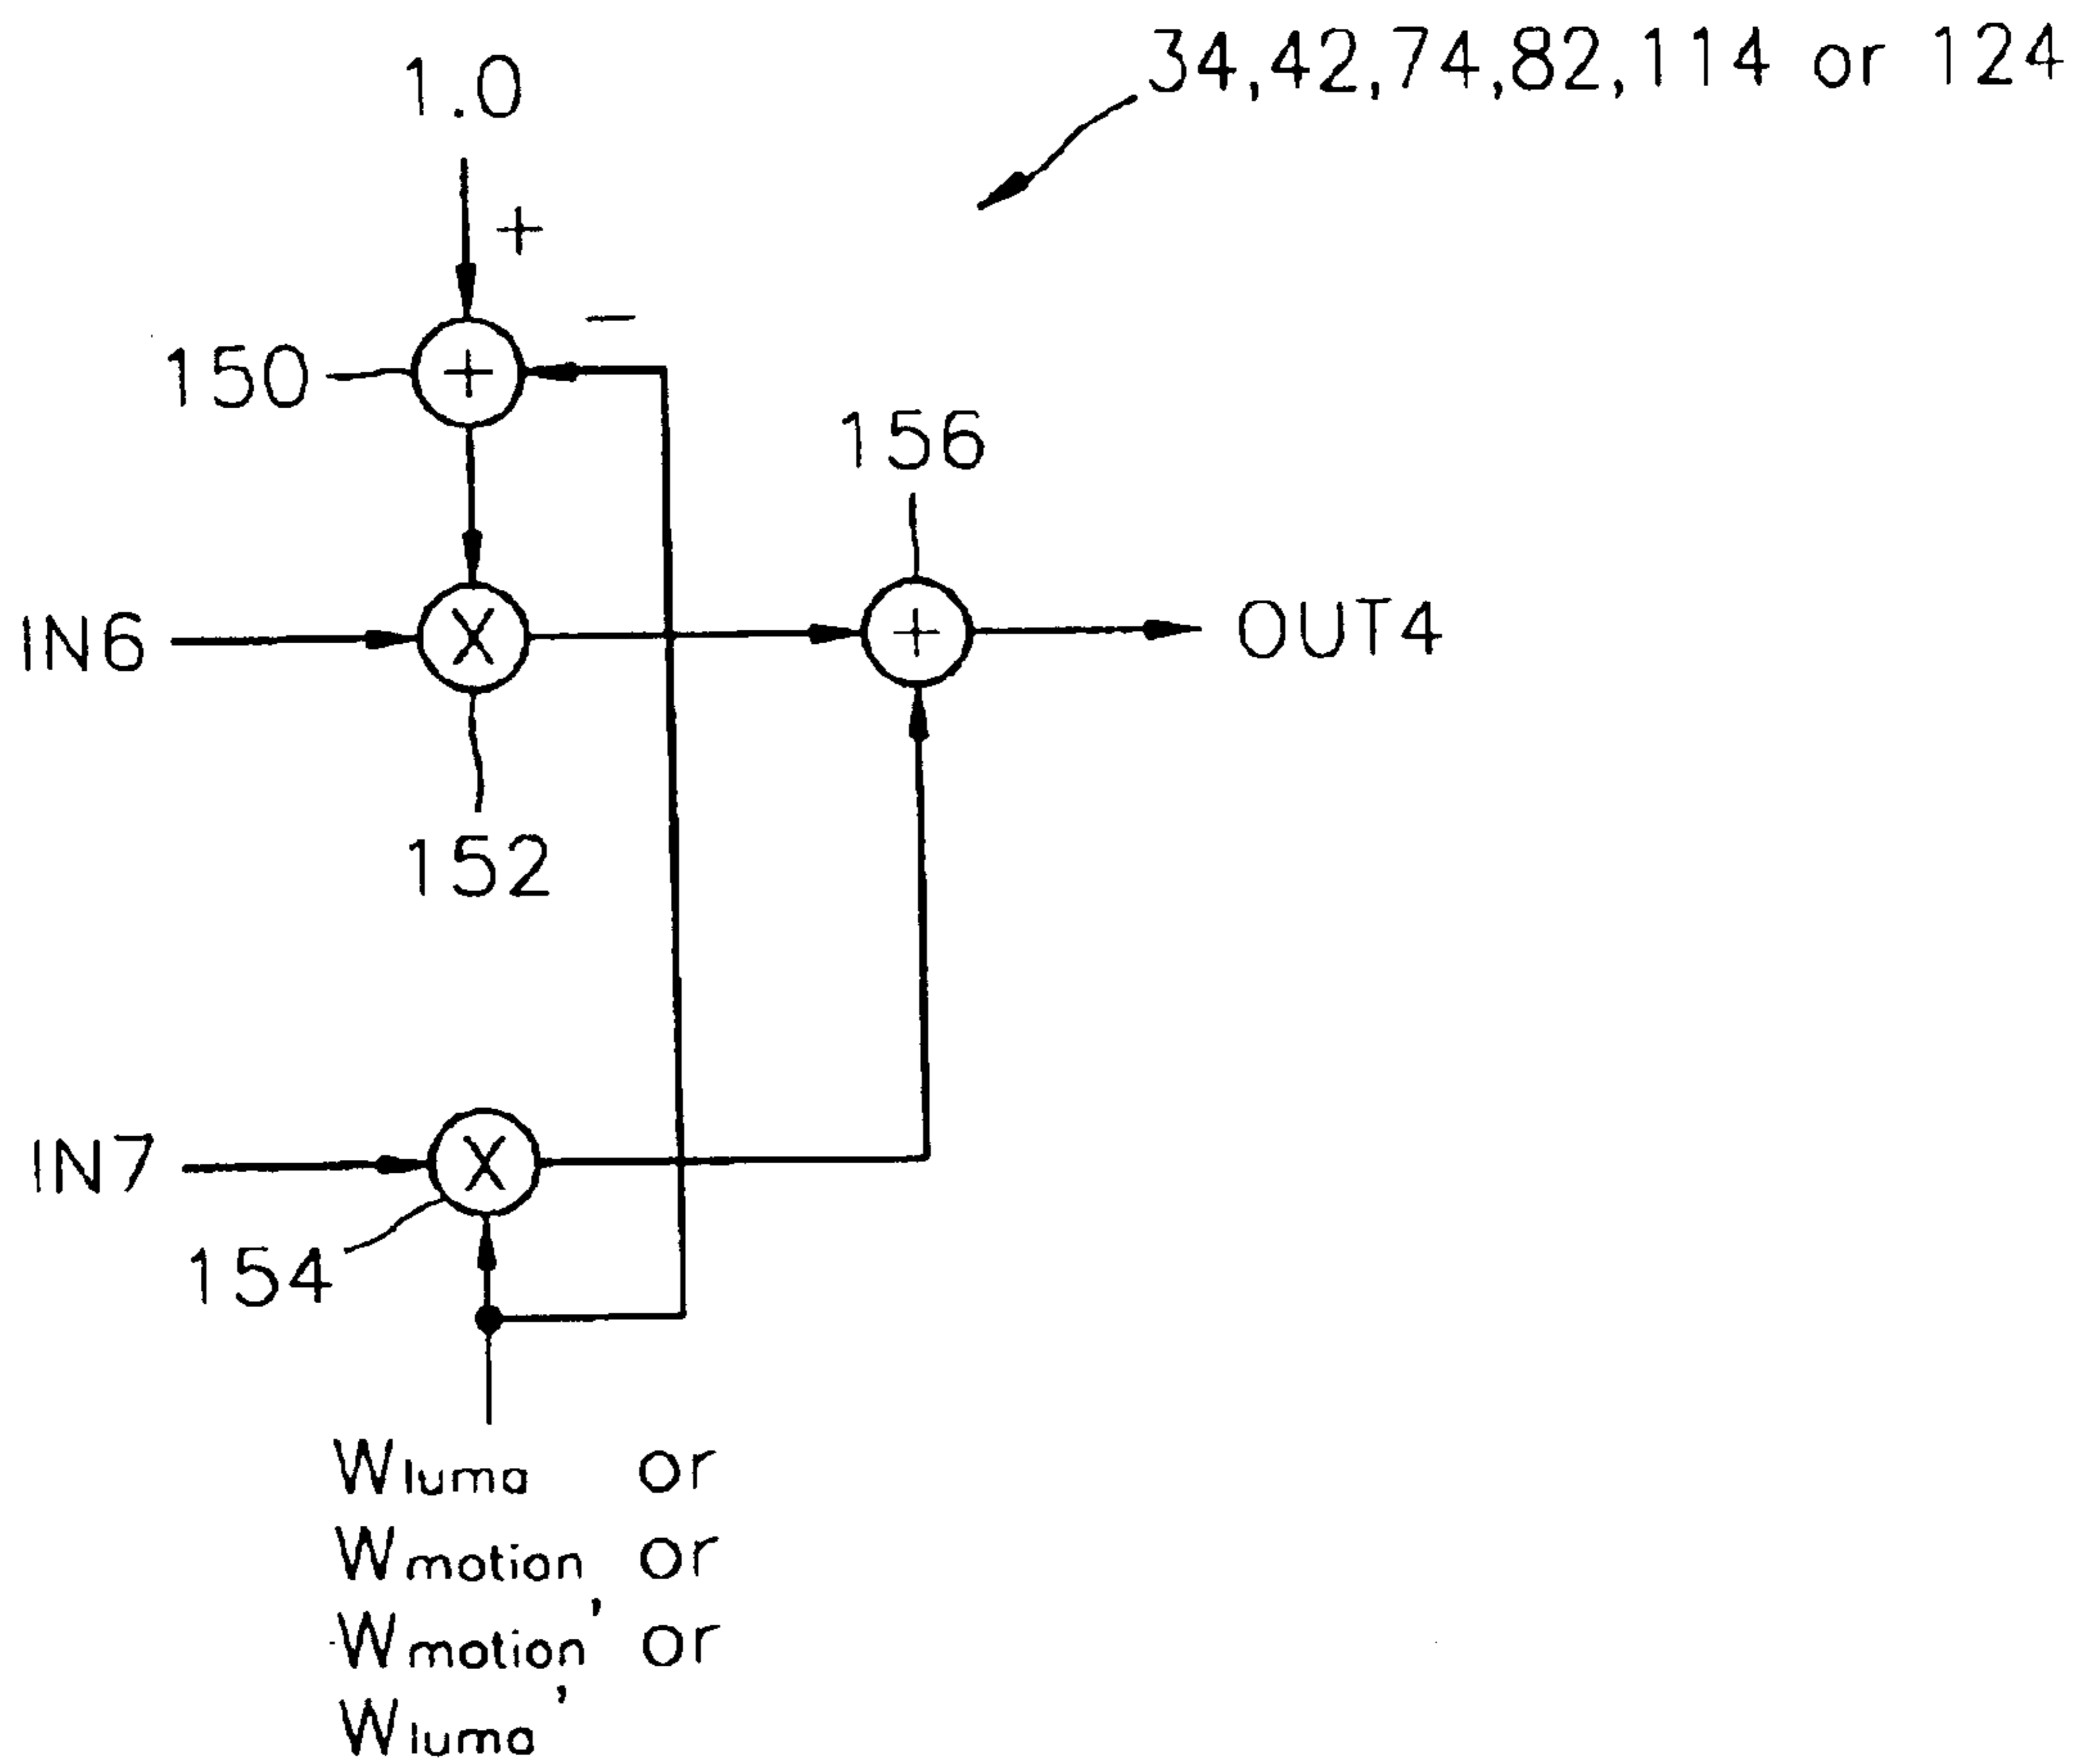 34,42,74,82,114 or 124
1.0
+
−
150
+
156
IN6
X
+
OUT4
152
IN7
X
154
Wluma or
Wmotion or
Wmotion' or
Wluma'